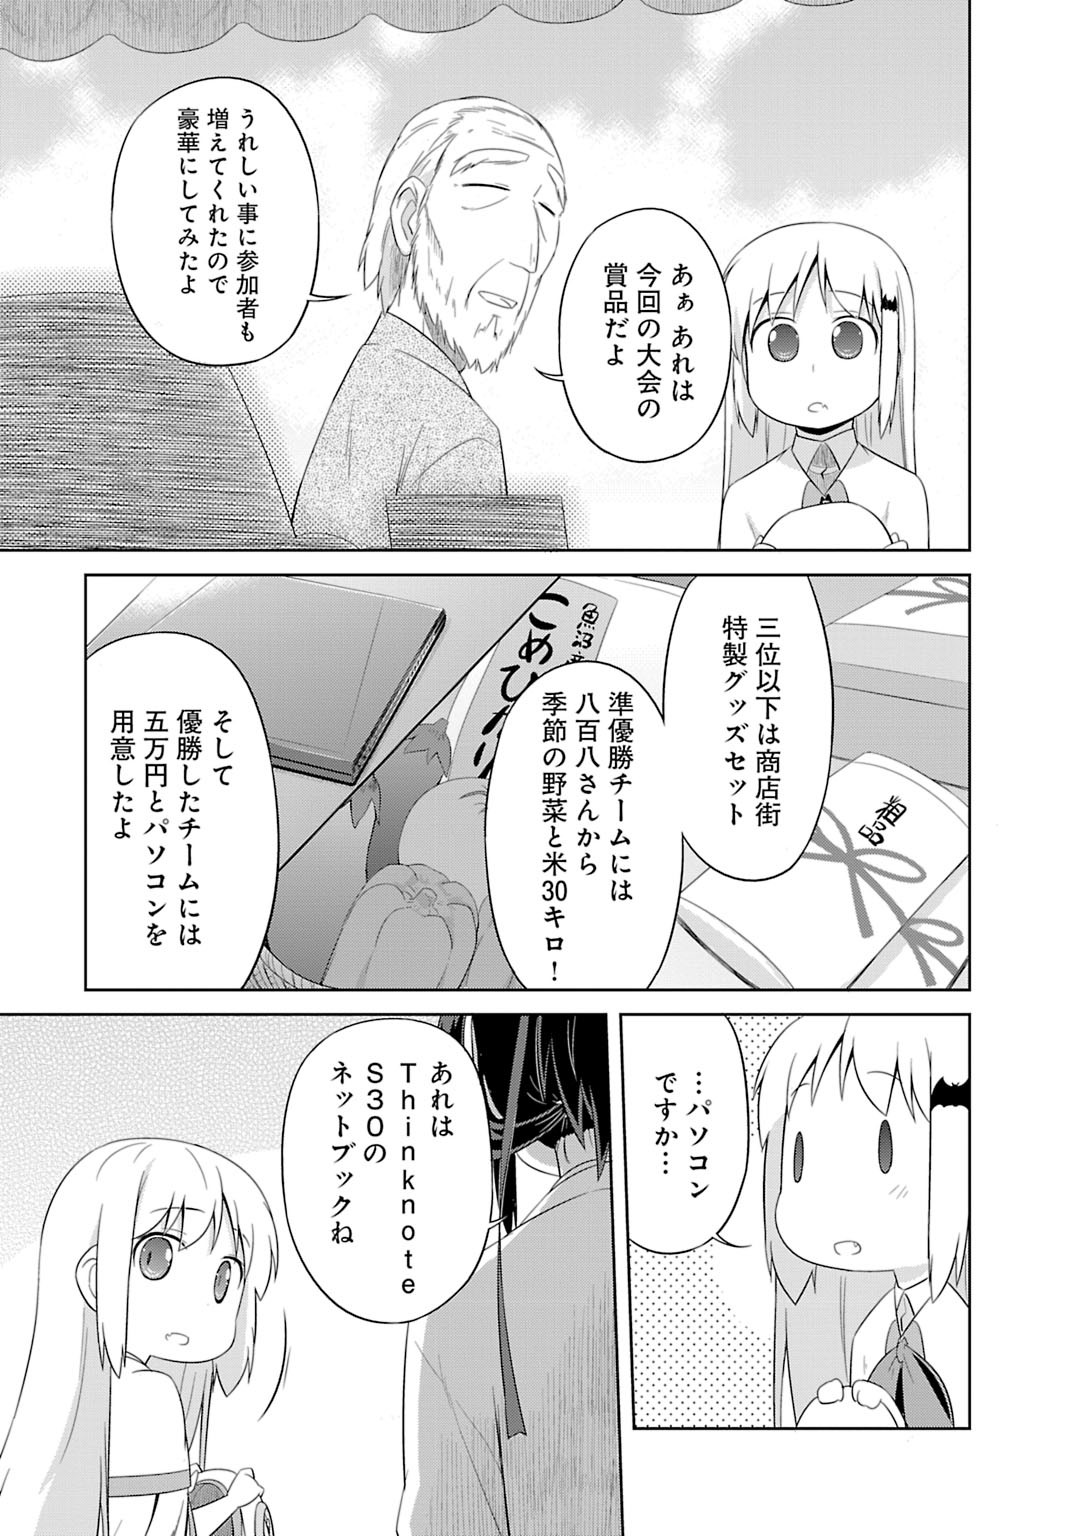 あぁ あれは
今回の大会の
賞品だよ
うれしい事に参加者も
増えてくれたので
豪華にしてみたよ
三位以下は商店街
特製グッズセット
粗品
準優勝チームには
八百八さんから
季節の野菜と米30キロ！
魚沼産
そして
優勝したチームには
五万円とパソコンを
用意したよ
…パソコン
ですか…
あれは
Thinknote
S30の
ネットブックね